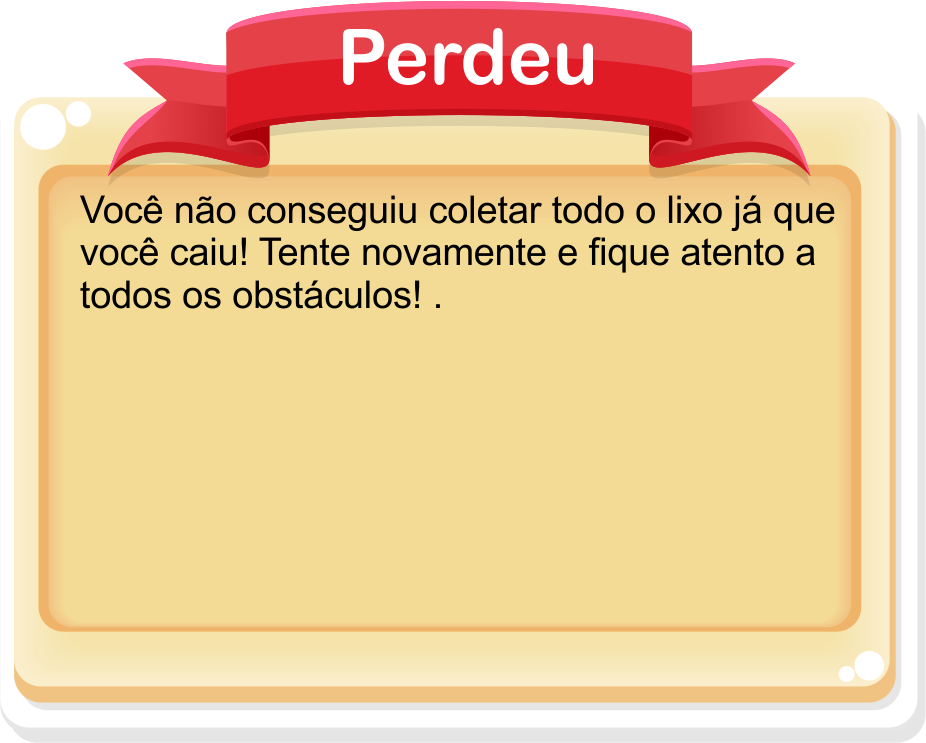 Perdeu
Você não conseguiu coletar todo o lixo já que
você caiu! Tente novamente e fique atento a
todos os obstáculos! .